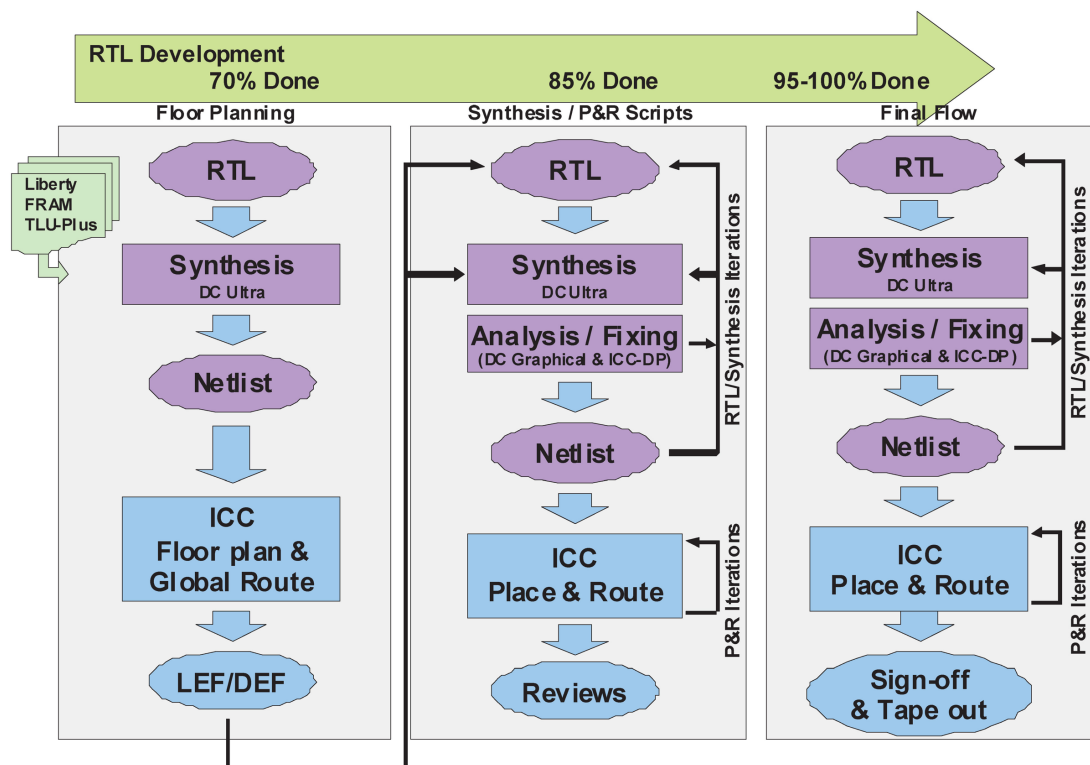 RTL Development
70% Done
85% Done
95-100% Done
Floor Planning
Synthesis / P&R Scripts
Final Flow
Liberty
FRAM
TLU-Plus
RTL
Synthesis
DC Ultra
Netlist
ICC
Floor plan &
Global Route
LEF/DEF
RTL
Synthesis
DC Ultra
Analysis / Fixing
(DC Graphical & ICC-DP)
Netlist
ICC
Place & Route
Reviews
RTL/Synthesis Iterations
P&R Iterations
RTL
Synthesis
DC Ultra
Analysis / Fixing
(DC Graphical & ICC-DP)
Netlist
ICC
Place & Route
Sign-off
& Tape out
RTL/Synthesis Iterations
P&R Iterations